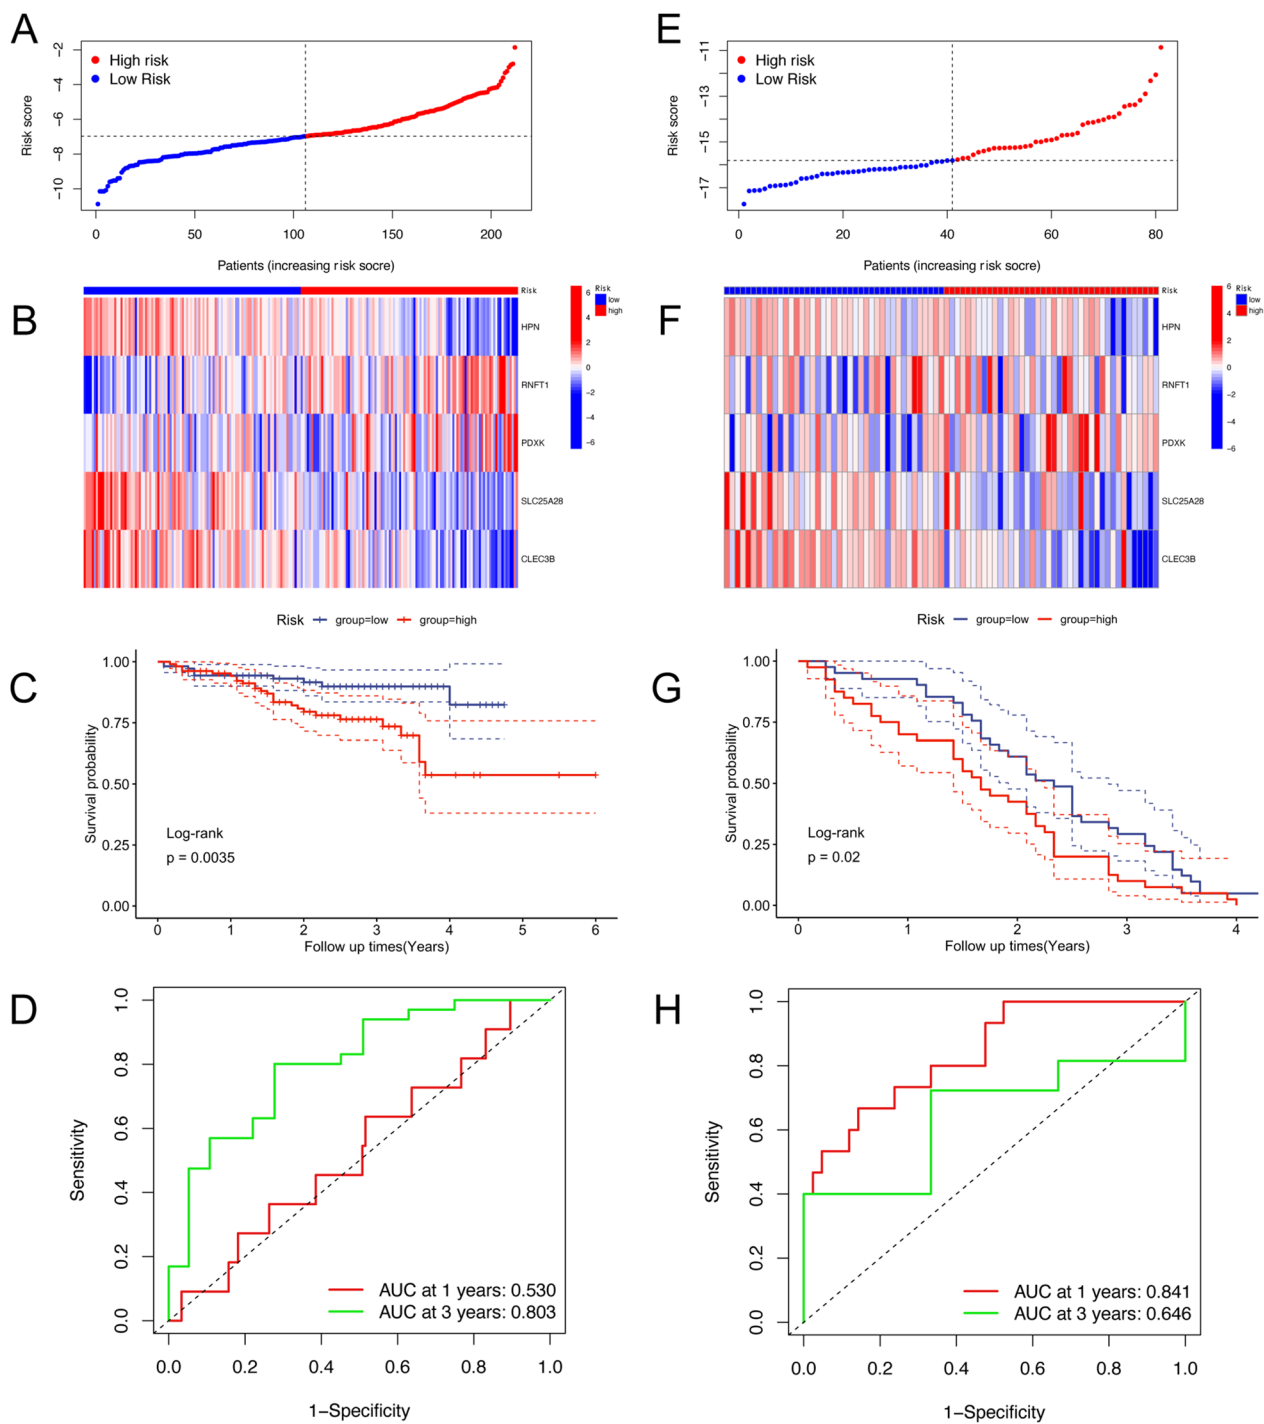 A
High risk
Low Risk
Risk score
-2
-4
-6
-8
-10
0 50 100 150 200
Patients (increasing risk socre)
E
High risk
Low Risk
Risk score
-11
-13
-15
-17
0 20 40 60 80
Patients (increasing risk socre)
B
Risk
HPN
RNFT1
PDXK
SLC25A28
CLEC3B
6
4
2
0
-2
-4
-6
Risk
low
high
F
Risk
HPN
RNFT1
PDXK
SLC25A28
CLEC3B
6
4
2
0
-2
-4
-6
Risk
low
high
C
Risk group=low group=high
Survival probability
1.00
0.75
0.50
0.25
0.00
Log-rank
p = 0.0035
0 1 2 3 4 5 6
Follow up times(Years)
G
Risk group=low group=high
Survival probability
1.00
0.75
0.50
0.25
0.00
Log-rank
p = 0.02
0 1 2 3 4
Follow up times(Years)
D
Sensitivity
1.0
0.8
0.6
0.4
0.2
0.0
AUC at 1 years: 0.530
AUC at 3 years: 0.803
0.0 0.2 0.4 0.6 0.8 1.0
1-Specificity
H
Sensitivity
1.0
0.8
0.6
0.4
0.2
0.0
AUC at 1 years: 0.841
AUC at 3 years: 0.646
0.0 0.2 0.4 0.6 0.8 1.0
1-Specificity